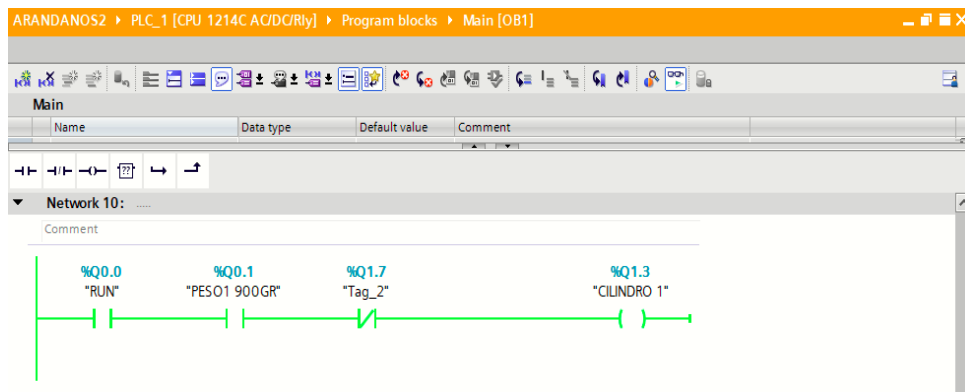 ARANDANOS2 ▸ PLC_1 [CPU 1214C AC/DC/Rly] ▸ Program blocks ▸ Main [OB1]
Main
Name Data type Default value Comment
??
Network 10: .....
Comment
%Q0.0 %Q0.1 %Q1.7 %Q1.3
"RUN" "PESO1 900GR" "Tag_2" "CILINDRO 1"